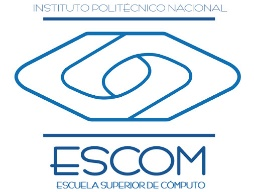 INSTITUTO POLITÉCNICO NACIONAL
ESCOM
ESCUELA SUPERIOR DE CÓMPUTO